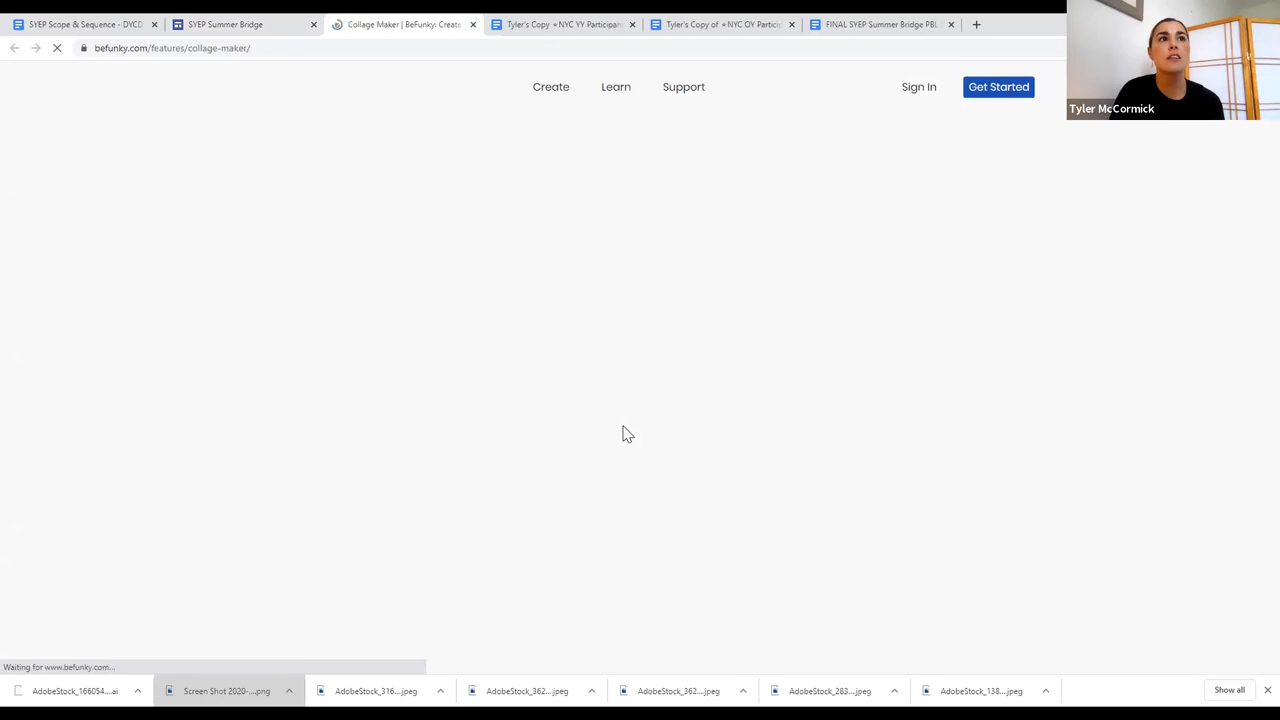 SYEP Scope & Sequence - DYCD
SYEP Summer Bridge
Collage Maker | BeFunky: Create
Tyler's Copy
NYC YY Participan
Tyler's Copy of
NYC OY Particip
FINAL SYEP Summer Bridge PBL
befunky.com/features/collage-maker/
Create
Learn
Support
Sign In
Get Started
Tyler McCormick
Waiting for www.befunky.com...
AdobeStock_166054....ai
Screen Shot 2020-....png
AdobeStock_316....jpeg
AdobeStock_362....jpeg
AdobeStock_362....jpeg
AdobeStock_283....jpeg
AdobeStock_138....jpeg
Show all